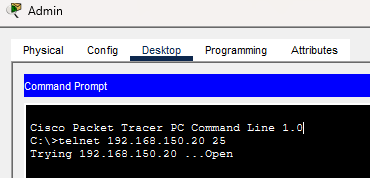 Admin
Physical Config Desktop Programming Attributes
Command Prompt
Cisco Packet Tracer PC Command Line 1.0
C:\>telnet 192.168.150.20 25
Trying 192.168.150.20 ...Open